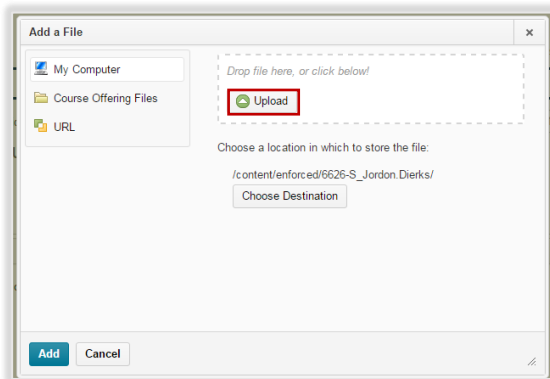 Add a File
×
My Computer
Course Offering Files
URL
Drop file here, or click below!
Upload
Choose a location in which to store the file:
/content/enforced/6626-S_Jordon.Dierks/
Choose Destination
Add
Cancel